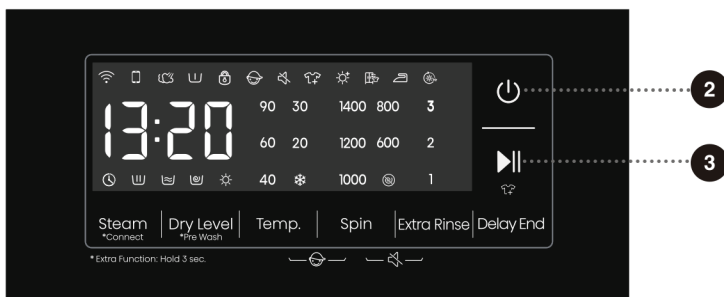 13:20
90 30 1400 800 3
60 20 1200 600 2
40 1000 1
2
3
Steam Dry Level Temp. Spin Extra Rinse Delay End
*Connect *Pre Wash
* Extra Function: Hold 3 sec.